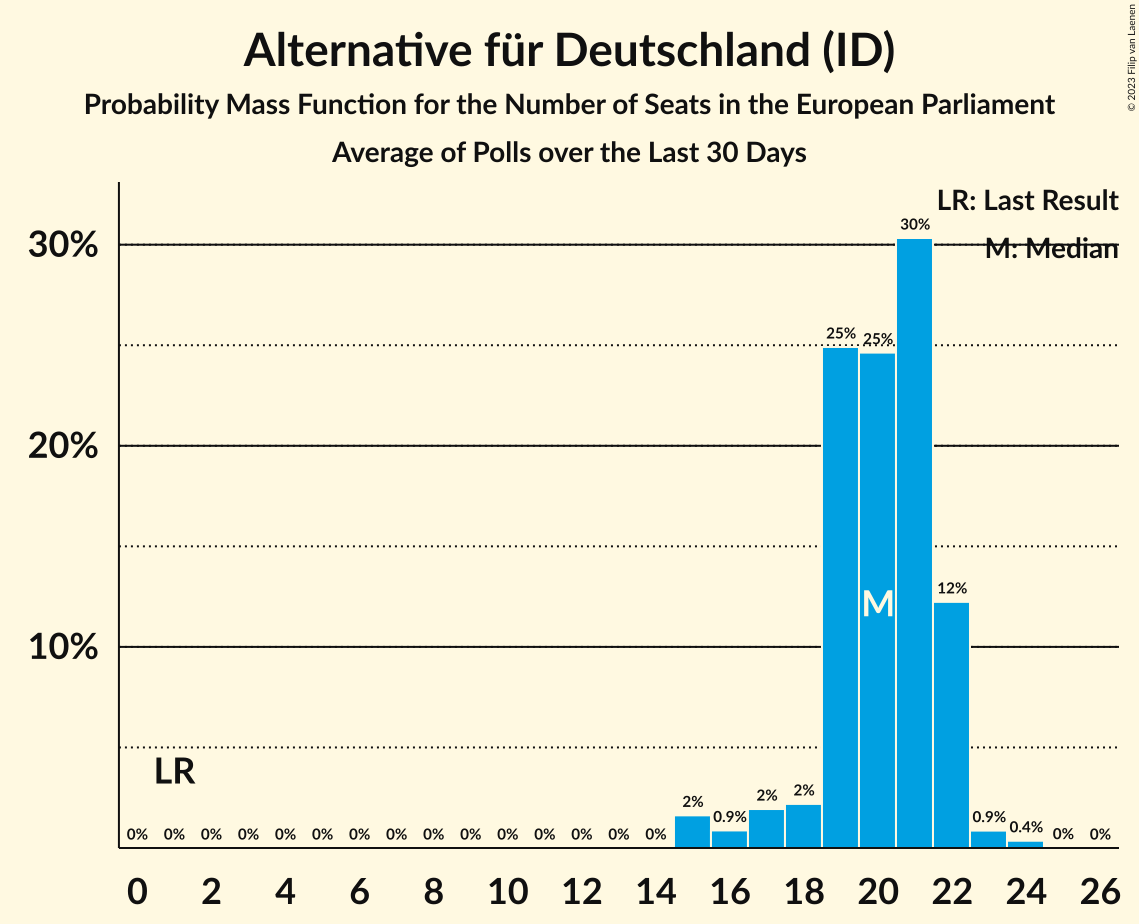 Alternative für Deutschland (ID)
Probability Mass Function for the Number of Seats in the European Parliament
Average of Polls over the Last 30 Days
© 2023 Filip van Laenen
LR: Last Result
M: Median
30%
20%
10%
30%
25% 25%
M
12%
LR
0% 0% 0% 0% 0% 0% 0% 0% 0% 0% 0% 0% 0% 0% 0% 2% 0.9% 2% 2% 0.9% 0.4% 0% 0%
0 2 4 6 8 10 12 14 16 18 20 22 24 26